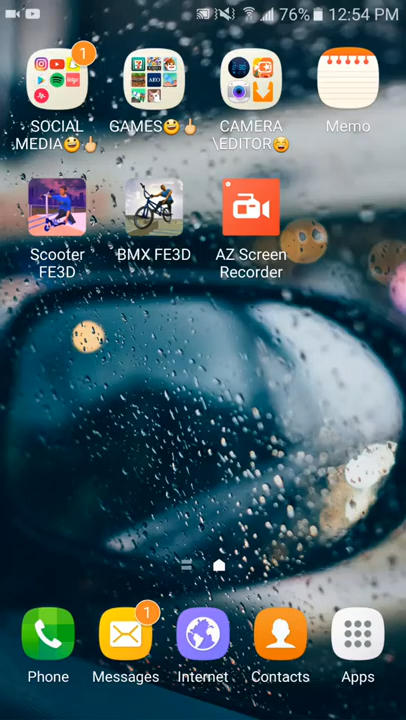 76% 12:54 PM
1
SOCIAL MEDIA😄🖕🏼
GAMES😄🖕🏼
CAMERA \EDITOR😅
Memo
Scooter FE3D
BMX FE3D
AZ Screen Recorder
1
Phone
Messages
Internet
Contacts
Apps